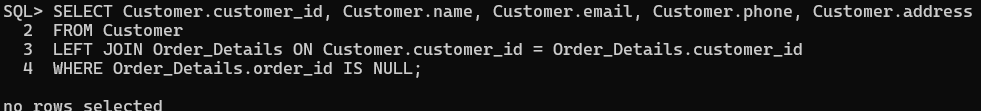 SQL> SELECT Customer.customer_id, Customer.name, Customer.email, Customer.phone, Customer.address
2 FROM Customer
3 LEFT JOIN Order_Details ON Customer.customer_id = Order_Details.customer_id
4 WHERE Order_Details.order_id IS NULL;
no rows selected